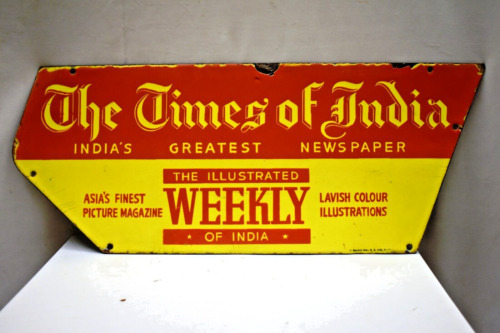 The Times of India
INDIA'S GREATEST NEWSPAPER
THE ILLUSTRATED
ASIA'S FINEST
PICTURE MAGAZINE
WEEKLY
LAVISH COLOUR
ILLUSTRATIONS
★ OF INDIA ★